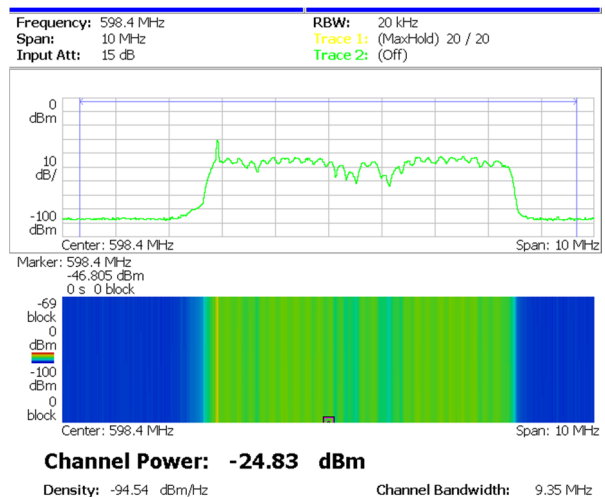 Frequency: 598.4 MHz RBW: 20 kHz
Span: 10 MHz Trace 1: (MaxHold) 20 / 20
Input Att: 15 dB Trace 2: (Off)
0
dBm
10
dB/
-100
dBm
Center: 598.4 MHz Span: 10 MHz
Marker: 598.4 MHz
-46.805 dBm
0 s 0 block
-69
block
0
dBm
-100
dBm
0
block
Center: 598.4 MHz Span: 10 MHz
Channel Power: -24.83 dBm
Density: -94.54 dBm/Hz Channel Bandwidth: 9.35 MHz